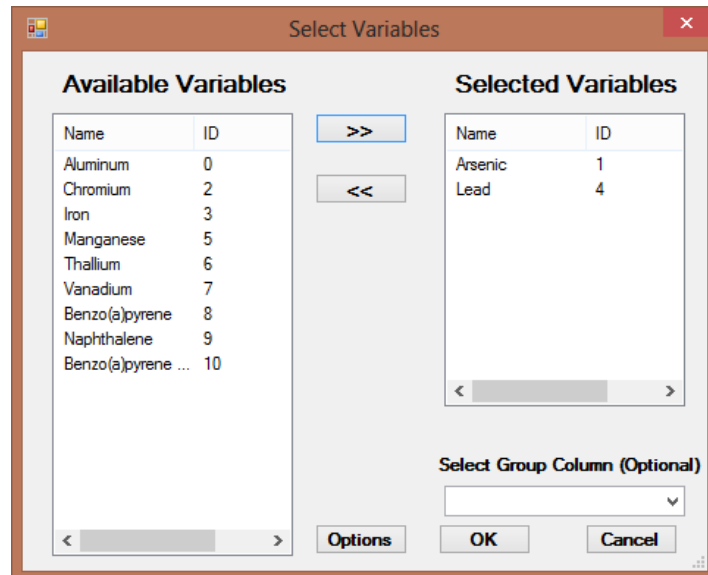 Select Variables
Available Variables
Name ID
Aluminum 0
Chromium 2
Iron 3
Manganese 5
Thallium 6
Vanadium 7
Benzo(a)pyrene 8
Naphthalene 9
Benzo(a)pyrene ... 10
>>
<<
Selected Variables
Name ID
Arsenic 1
Lead 4
Select Group Column (Optional)
Options OK Cancel